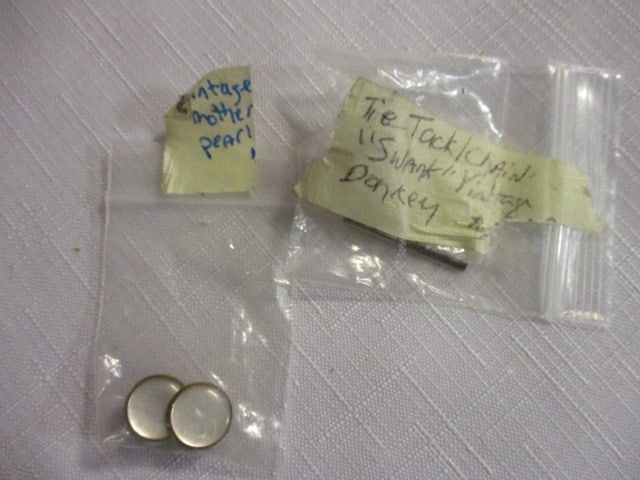 intage
mother
pearl
Tie Tack/Chain
"Swank" Vintage
Donkey